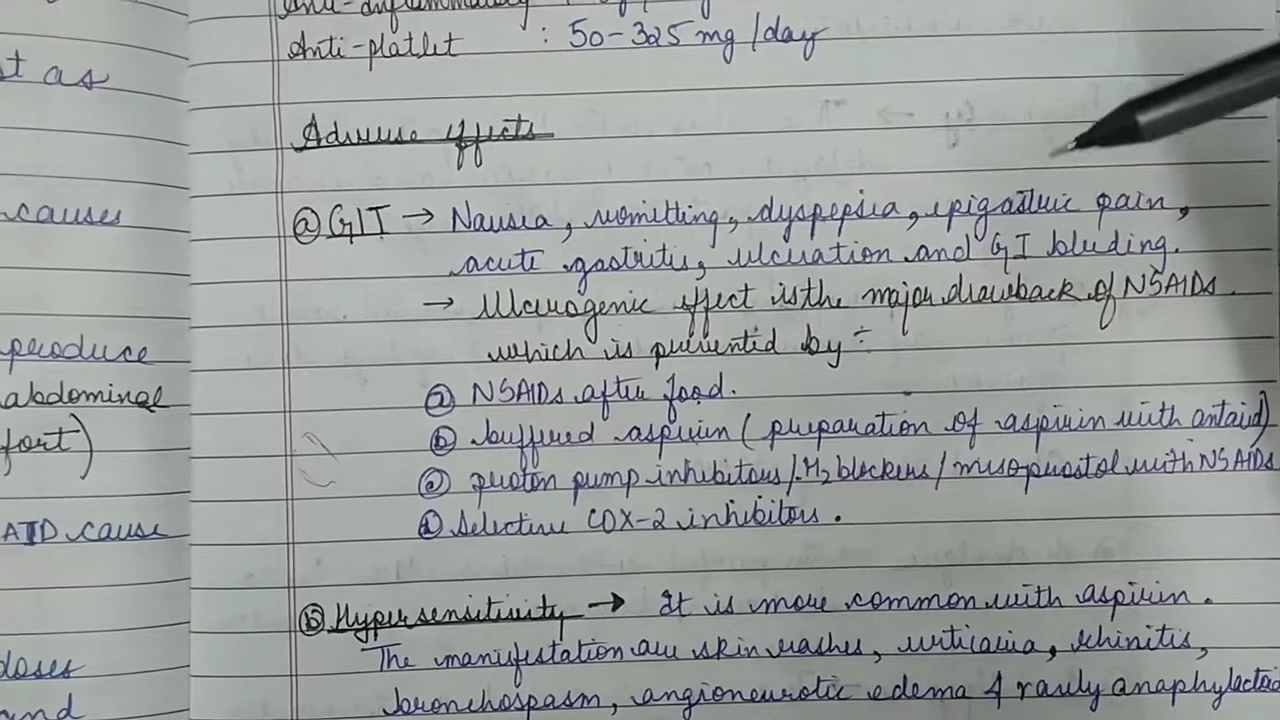 t as
causes
produce
abdominal
fort)
AID cause
doses
and
Anti-inflammatory :
Anti-platlet : 50-325 mg/day
Adverse effects
ⓐ GIT → Nausea, vomitting, dyspepsia, epigastric pain,
acute gastritis, ulceration and GI bleeding.
→ Ulcerogenic effect is the major drawback of NSAIDs.
which is prevented by ÷
ⓐ NSAIDs after food.
ⓑ buffered aspirin (preparation of aspirin with antaid)
ⓒ proton pump inhibitors/H2 blockers/misoprostol with NSAIDs
ⓓ Selective COX-2 inhibitors.
ⓑ Hypersensitivity → It is more common with aspirin.
The manifestation are skin rashes, urticaria, rhinitis,
bronchospasm, angioneurotic edema & rarely anaphylactoid